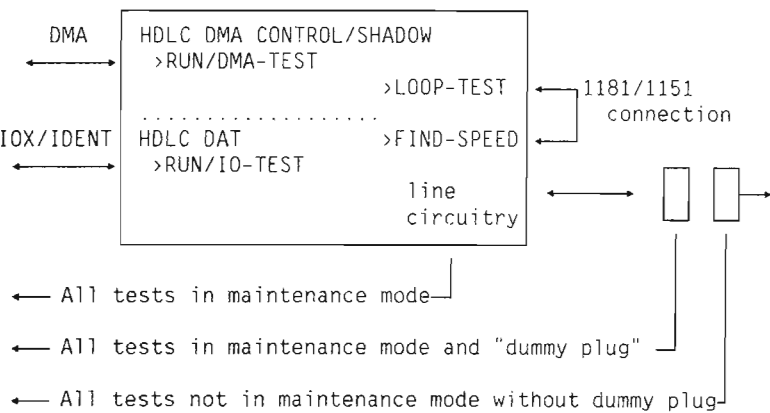 DMA
HDLC DMA CONTROL/SHADOW
>RUN/DMA-TEST
>LOOP-TEST
1181/1151
connection
IOX/IDENT
HDLC DAT
>FIND-SPEED
>RUN/IO-TEST
line
circuitry
All tests in maintenance mode
All tests in maintenance mode and "dummy plug"
All tests not in maintenance mode without dummy plug